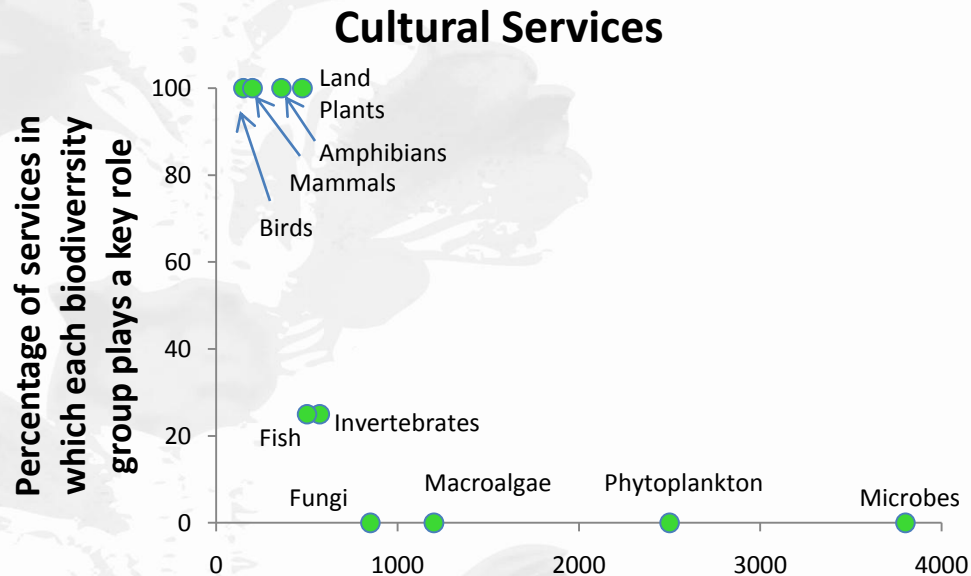 Cultural Services
Percentage of services in
which each biodiverrsity
group plays a key role
100
80
60
40
20
0
Land
Plants
Amphibians
Mammals
Birds
Invertebrates
Fish
Fungi
Macroalgae
Phytoplankton
Microbes
0
1000
2000
3000
4000